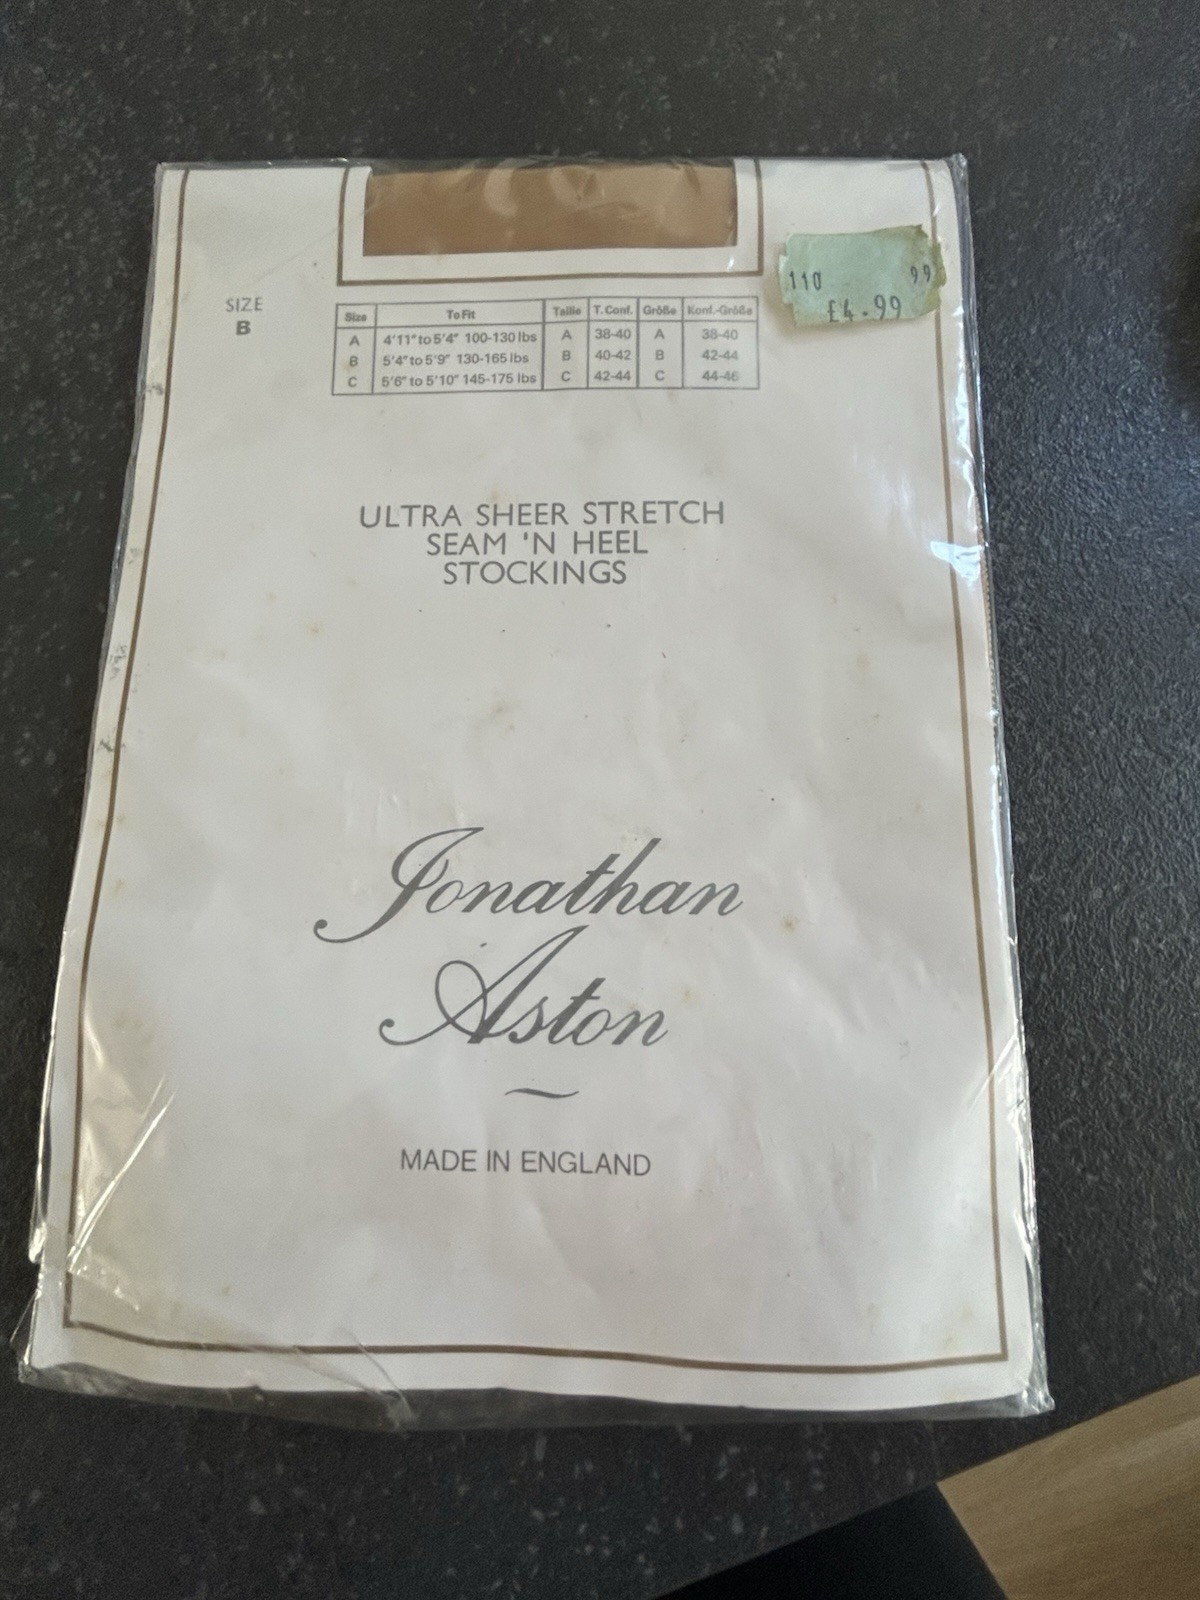 110 99
£4.99
SIZE
B
Size To Fit Taille T. Conf. Größe Konf.-Größe
A 4'11" to 5'4" 100-130 lbs A 38-40 A 38-40
B 5'4" to 5'9" 130-165 lbs B 40-42 B 42-44
C 5'6" to 5'10" 145-175 lbs C 42-44 C 44-46
ULTRA SHEER STRETCH
SEAM 'N HEEL
STOCKINGS
Jonathan
Aston
MADE IN ENGLAND